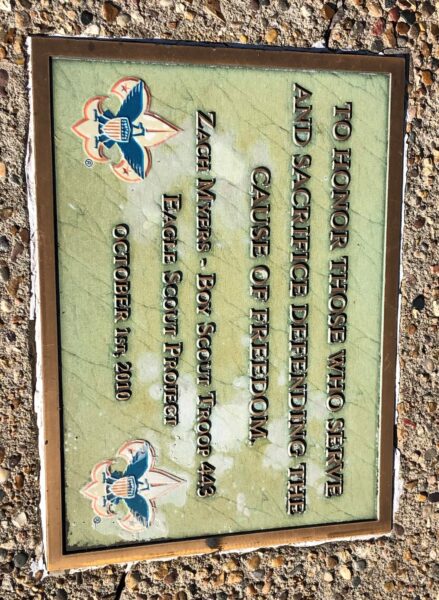 TO HONOR THOSE WHO SERVE
AND SACRIFICE DEFENDING THE
CAUSE OF FREEDOM.
ZACH MYERS - BOY SCOUT TROOP 443
EAGLE SCOUT PROJECT
OCTOBER 1ST, 2010
® ®